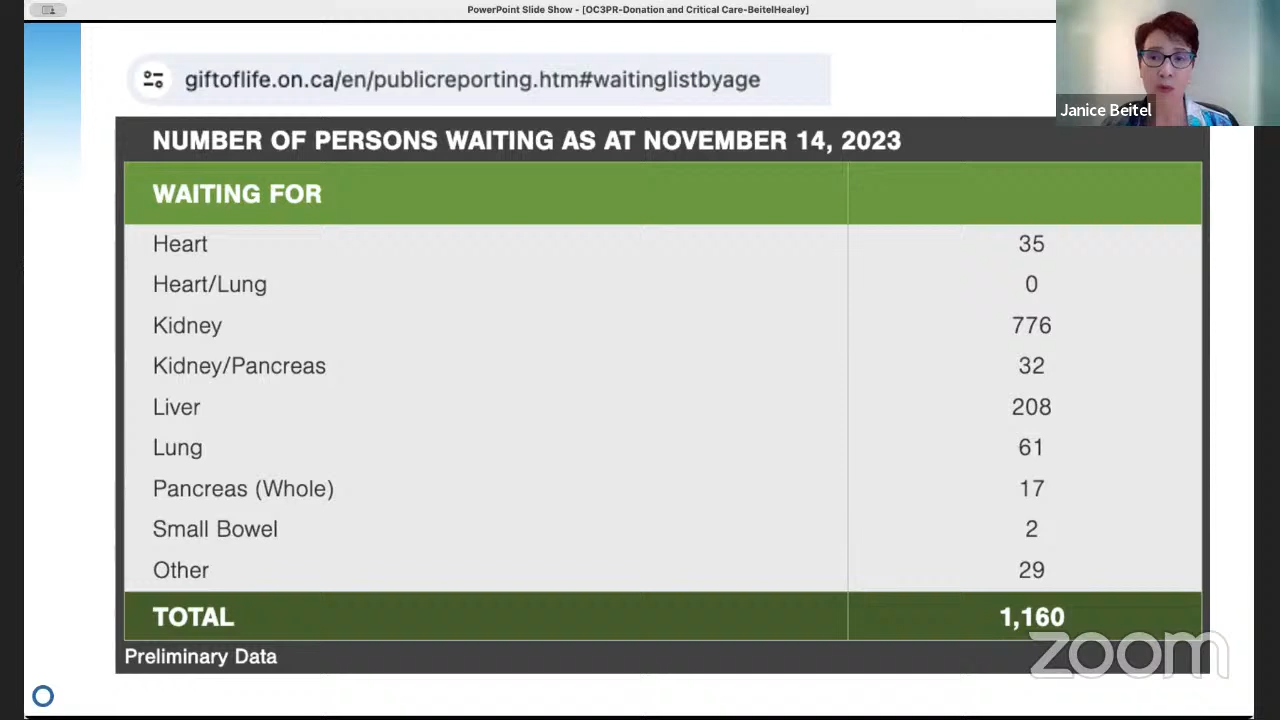 PowerPoint Slide Show - [OC3PR-Donation and Critical Care-BeitelHealey]
giftoflife.on.ca/en/publicreporting.htm#waitinglistbyage
Janice Beitel
NUMBER OF PERSONS WAITING AS AT NOVEMBER 14, 2023
WAITING FOR
Heart 35
Heart/Lung 0
Kidney 776
Kidney/Pancreas 32
Liver 208
Lung 61
Pancreas (Whole) 17
Small Bowel 2
Other 29
TOTAL 1,160
Preliminary Data
zoom